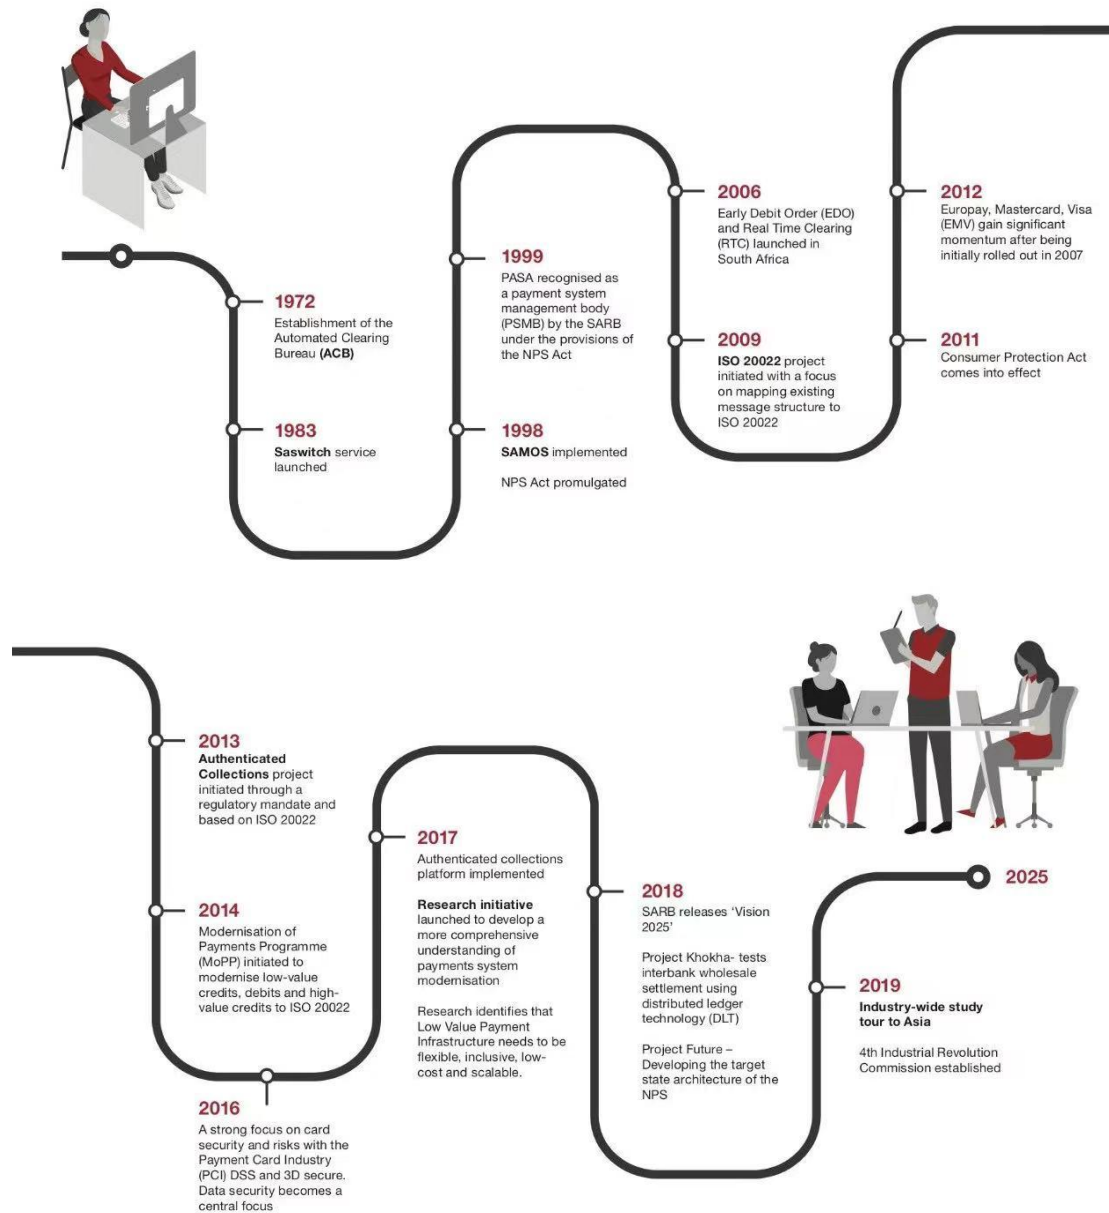 1972
Establishment of the
Automated Clearing
Bureau (ACB)
1983
Saswitch service
launched
1999
PASA recognised as
a payment system
management body
(PSMB) by the SARB
under the provisions of
the NPS Act
1998
SAMOS implemented
NPS Act promulgated
2006
Early Debit Order (EDO)
and Real Time Clearing
(RTC) launched in
South Africa
2009
ISO 20022 project
initiated with a focus
on mapping existing
message structure to
ISO 20022
2012
Europay, Mastercard, Visa
(EMV) gain significant
momentum after being
initially rolled out in 2007
2011
Consumer Protection Act
comes into effect
2013
Authenticated
Collections project
initiated through a
regulatory mandate and
based on ISO 20022
2014
Modernisation of
Payments Programme
(MoPP) initiated to
modernise low-value
credits, debits and high-
value credits to ISO 20022
2016
A strong focus on card
security and risks with the
Payment Card Industry
(PCI) DSS and 3D secure.
Data security becomes a
central focus
2017
Authenticated collections
platform implemented
Research initiative
launched to develop a
more comprehensive
understanding of
payments system
modernisation
Research identifies that
Low Value Payment
Infrastructure needs to be
flexible, inclusive, low-
cost and scalable.
2018
SARB releases ‘Vision
2025’
Project Khokha- tests
interbank wholesale
settlement using
distributed ledger
technology (DLT)
Project Future –
Developing the target
state architecture of the
NPS
2019
Industry-wide study
tour to Asia
4th Industrial Revolution
Commission established
2025